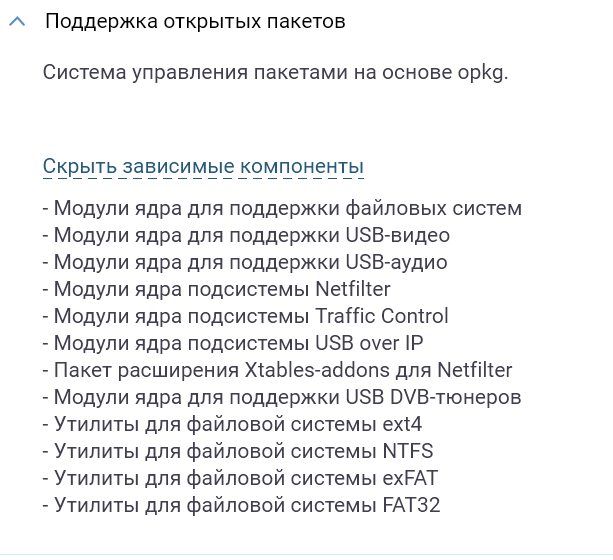 Поддержка открытых пакетов
Система управления пакетами на основе opkg.
Скрыть зависимые компоненты
- Модули ядра для поддержки файловых систем
- Модули ядра для поддержки USB-видео
- Модули ядра для поддержки USB-аудио
- Модули ядра подсистемы Netfilter
- Модули ядра подсистемы Traffic Control
- Модули ядра подсистемы USB over IP
- Пакет расширения Xtables-addons для Netfilter
- Модули ядра для поддержки USB DVB-тюнеров
- Утилиты для файловой системы ext4
- Утилиты для файловой системы NTFS
- Утилиты для файловой системы exFAT
- Утилиты для файловой системы FAT32